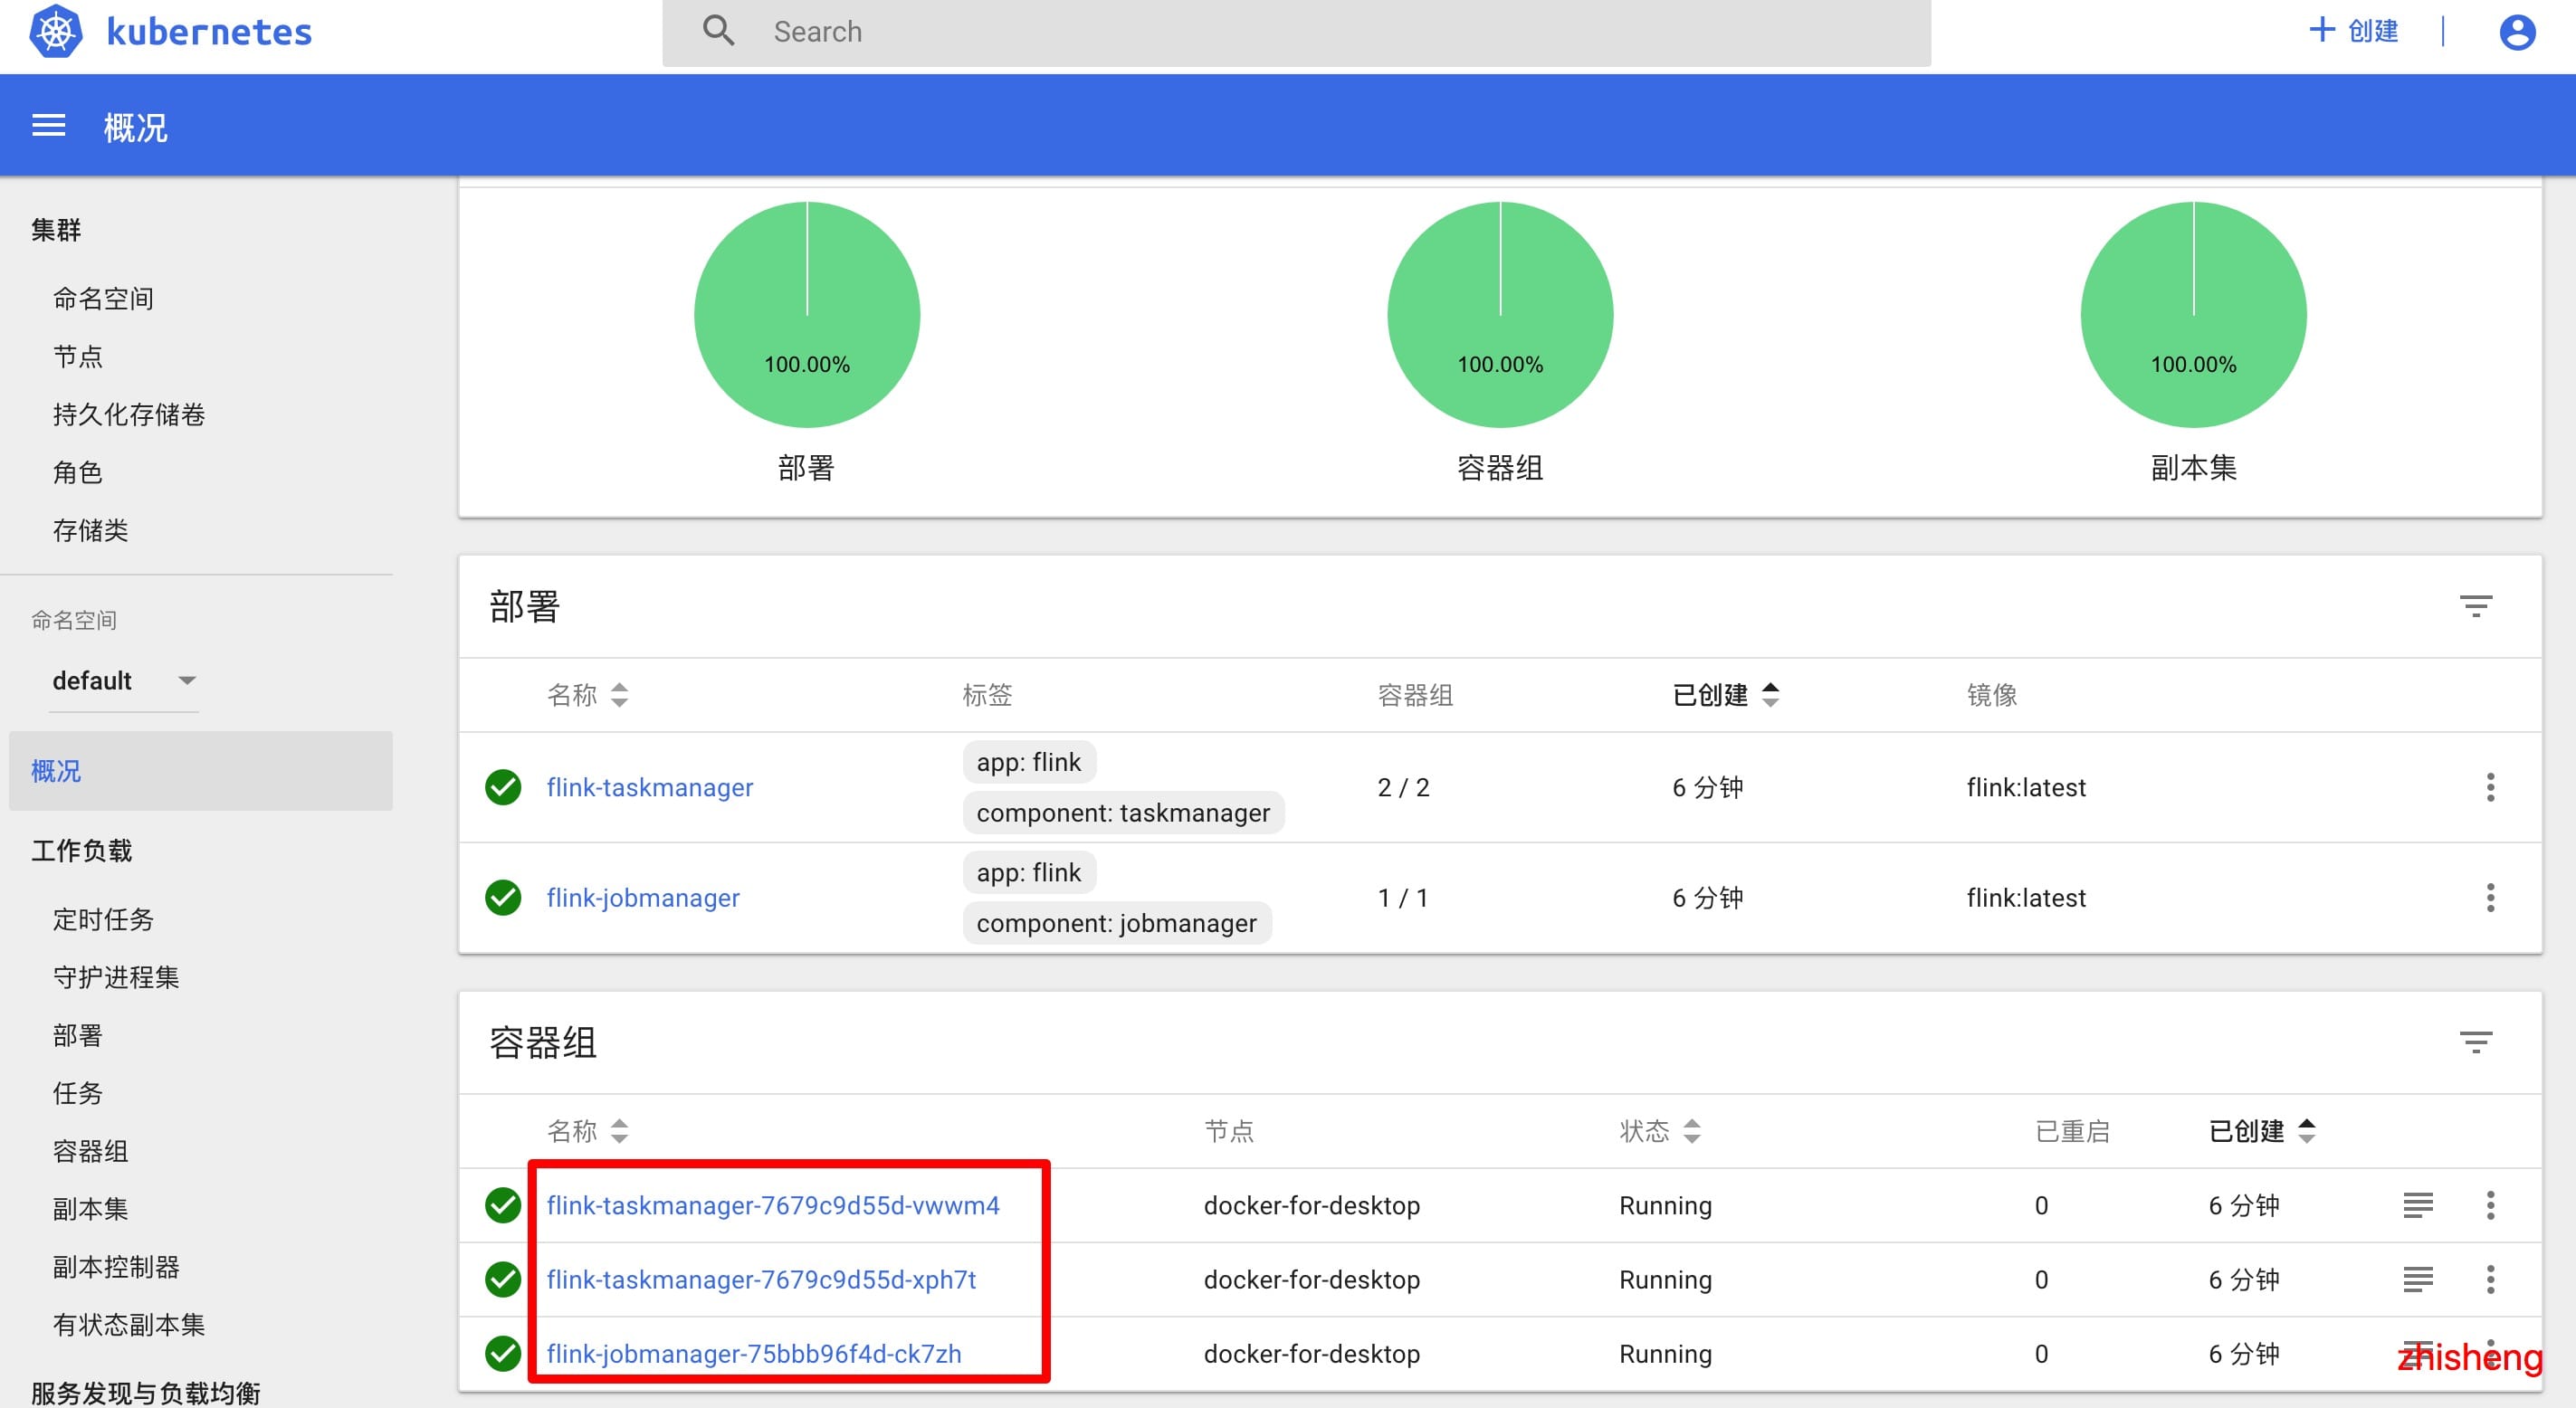 kubernetes
Search
创建
概况
集群
命名空间
节点
持久化存储卷
角色
存储类
命名空间
default
概况
工作负载
定时任务
守护进程集
部署
任务
容器组
副本集
副本控制器
有状态副本集
服务发现与负载均衡
100.00%
100.00%
100.00%
部署
容器组
副本集
部署
名称 标签 容器组 已创建 镜像
flink-taskmanager app: flink component: taskmanager 2 / 2 6 分钟 flink:latest
flink-jobmanager app: flink component: jobmanager 1 / 1 6 分钟 flink:latest
容器组
名称 节点 状态 已重启 已创建
flink-taskmanager-7679c9d55d-vwwm4 docker-for-desktop Running 0 6 分钟
flink-taskmanager-7679c9d55d-xph7t docker-for-desktop Running 0 6 分钟
flink-jobmanager-75bbb96f4d-ck7zh docker-for-desktop Running 0 6 分钟
zhisheng